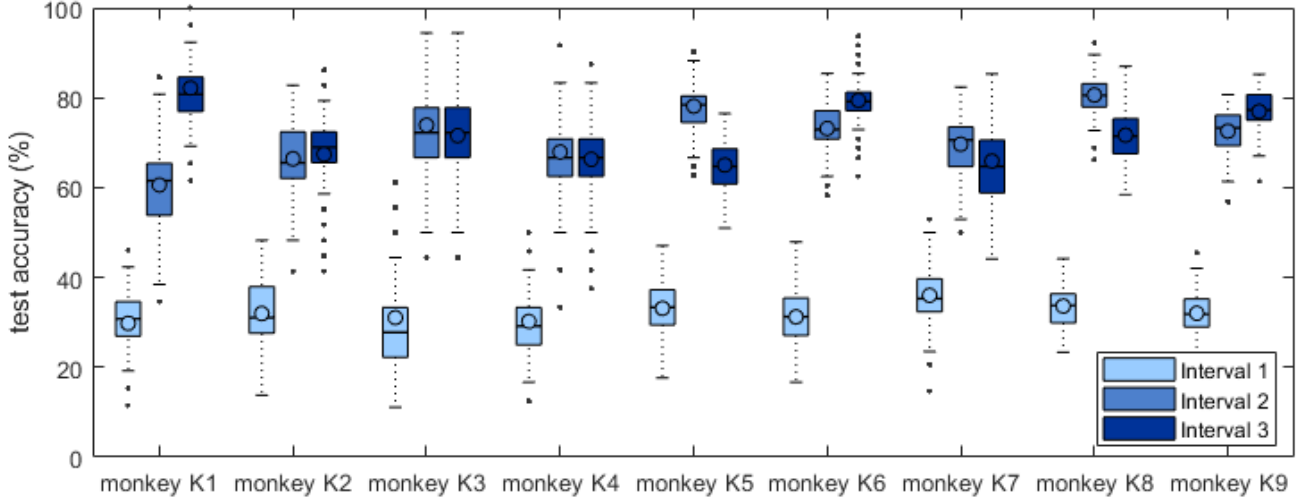 100
80
60
40
20
0
test accuracy (%)
Interval 1
Interval 2
Interval 3
monkey K1 monkey K2 monkey K3 monkey K4 monkey K5 monkey K6 monkey K7 monkey K8 monkey K9